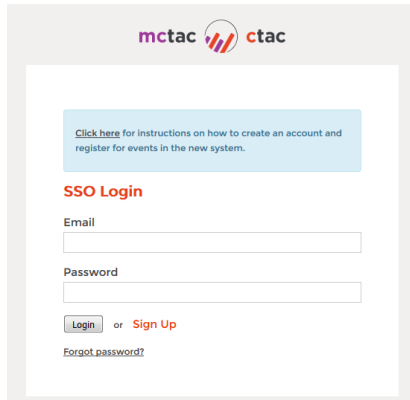 mctac ctac
Click here for instructions on how to create an account and
register for events in the new system.
SSO Login
Email
Password
Login or Sign Up
Forgot password?